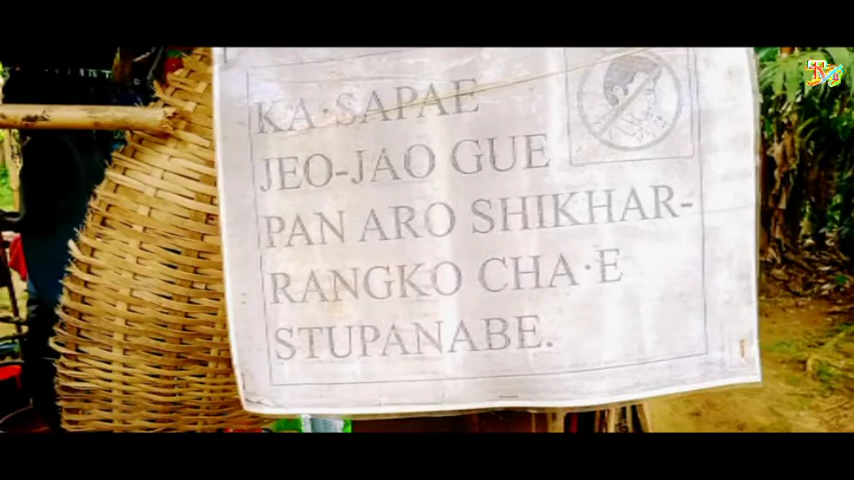 KA·SAPAE
JEO-JAO GUE
PAN ARO SHIKHAR-
RANGKO CHA·E
STUPANABE.